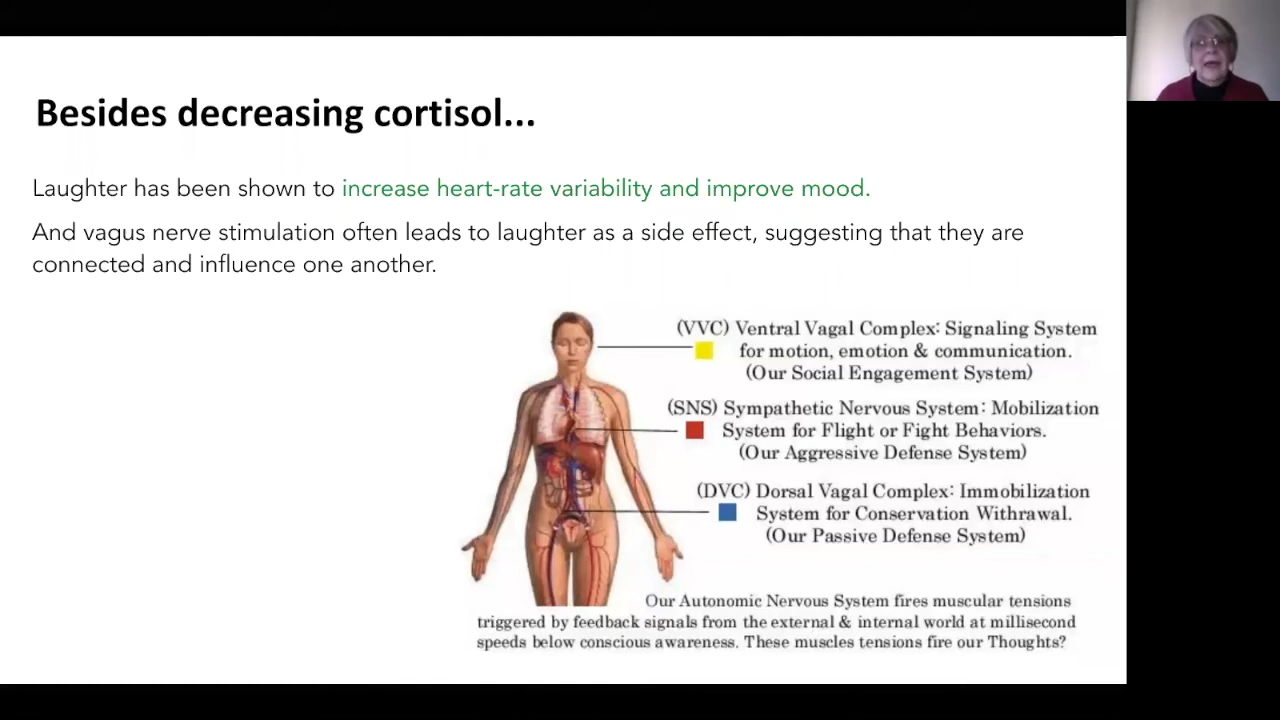 Besides decreasing cortisol...
Laughter has been shown to increase heart-rate variability and improve mood.
And vagus nerve stimulation often leads to laughter as a side effect, suggesting that they are
connected and influence one another.
(VVC) Ventral Vagal Complex: Signaling System
for motion, emotion & communication.
(Our Social Engagement System)
(SNS) Sympathetic Nervous System: Mobilization
System for Flight or Fight Behaviors.
(Our Aggressive Defense System)
(DVC) Dorsal Vagal Complex: Immobilization
System for Conservation Withrawal.
(Our Passive Defense System)
Our Autonomic Nervous System fires muscular tensions
triggered by feedback signals from the external & internal world at millisecond
speeds below conscious awareness. These muscles tensions fire our Thoughts?